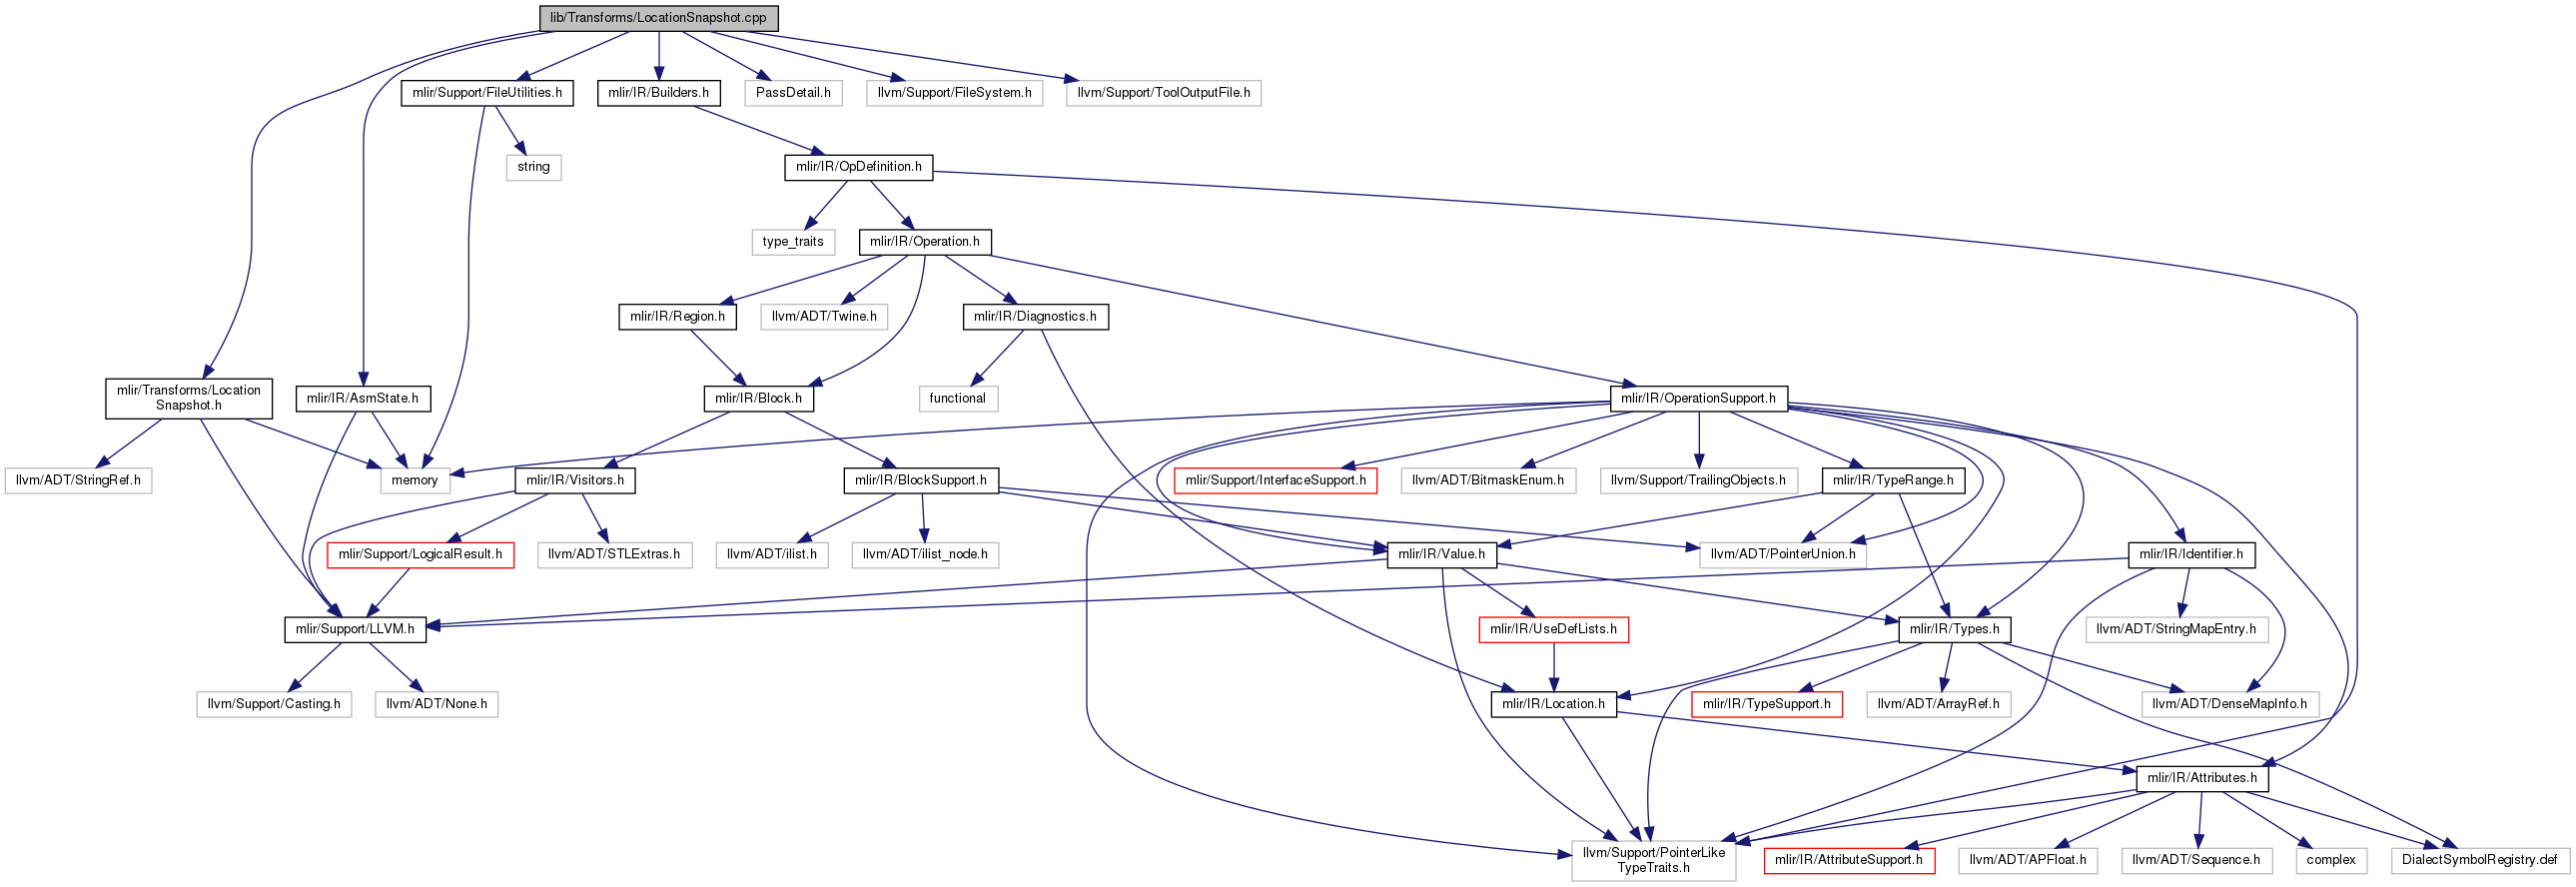 lib/Transforms/LocationSnapshot.cpp
mlir/Support/FileUtilities.h
mlir/IR/Builders.h
PassDetail.h
llvm/Support/FileSystem.h
llvm/Support/ToolOutputFile.h
string
mlir/IR/OpDefinition.h
type_traits
mlir/IR/Operation.h
mlir/IR/Region.h
llvm/ADT/Twine.h
mlir/IR/Diagnostics.h
mlir/Transforms/Location
Snapshot.h
mlir/IR/AsmState.h
mlir/IR/Block.h
functional
mlir/IR/OperationSupport.h
llvm/ADT/StringRef.h
memory
mlir/IR/Visitors.h
mlir/IR/BlockSupport.h
mlir/Support/InterfaceSupport.h
llvm/ADT/BitmaskEnum.h
llvm/Support/TrailingObjects.h
mlir/IR/TypeRange.h
mlir/Support/LogicalResult.h
llvm/ADT/STLExtras.h
llvm/ADT/ilist.h
llvm/ADT/ilist_node.h
mlir/IR/Value.h
llvm/ADT/PointerUnion.h
mlir/IR/Identifier.h
mlir/Support/LLVM.h
mlir/IR/UseDefLists.h
mlir/IR/Types.h
llvm/ADT/StringMapEntry.h
llvm/Support/Casting.h
llvm/ADT/None.h
mlir/IR/Location.h
mlir/IR/TypeSupport.h
llvm/ADT/ArrayRef.h
llvm/ADT/DenseMapInfo.h
mlir/IR/Attributes.h
llvm/Support/PointerLike
TypeTraits.h
mlir/IR/AttributeSupport.h
llvm/ADT/APFloat.h
llvm/ADT/Sequence.h
complex
DialectSymbolRegistry.def